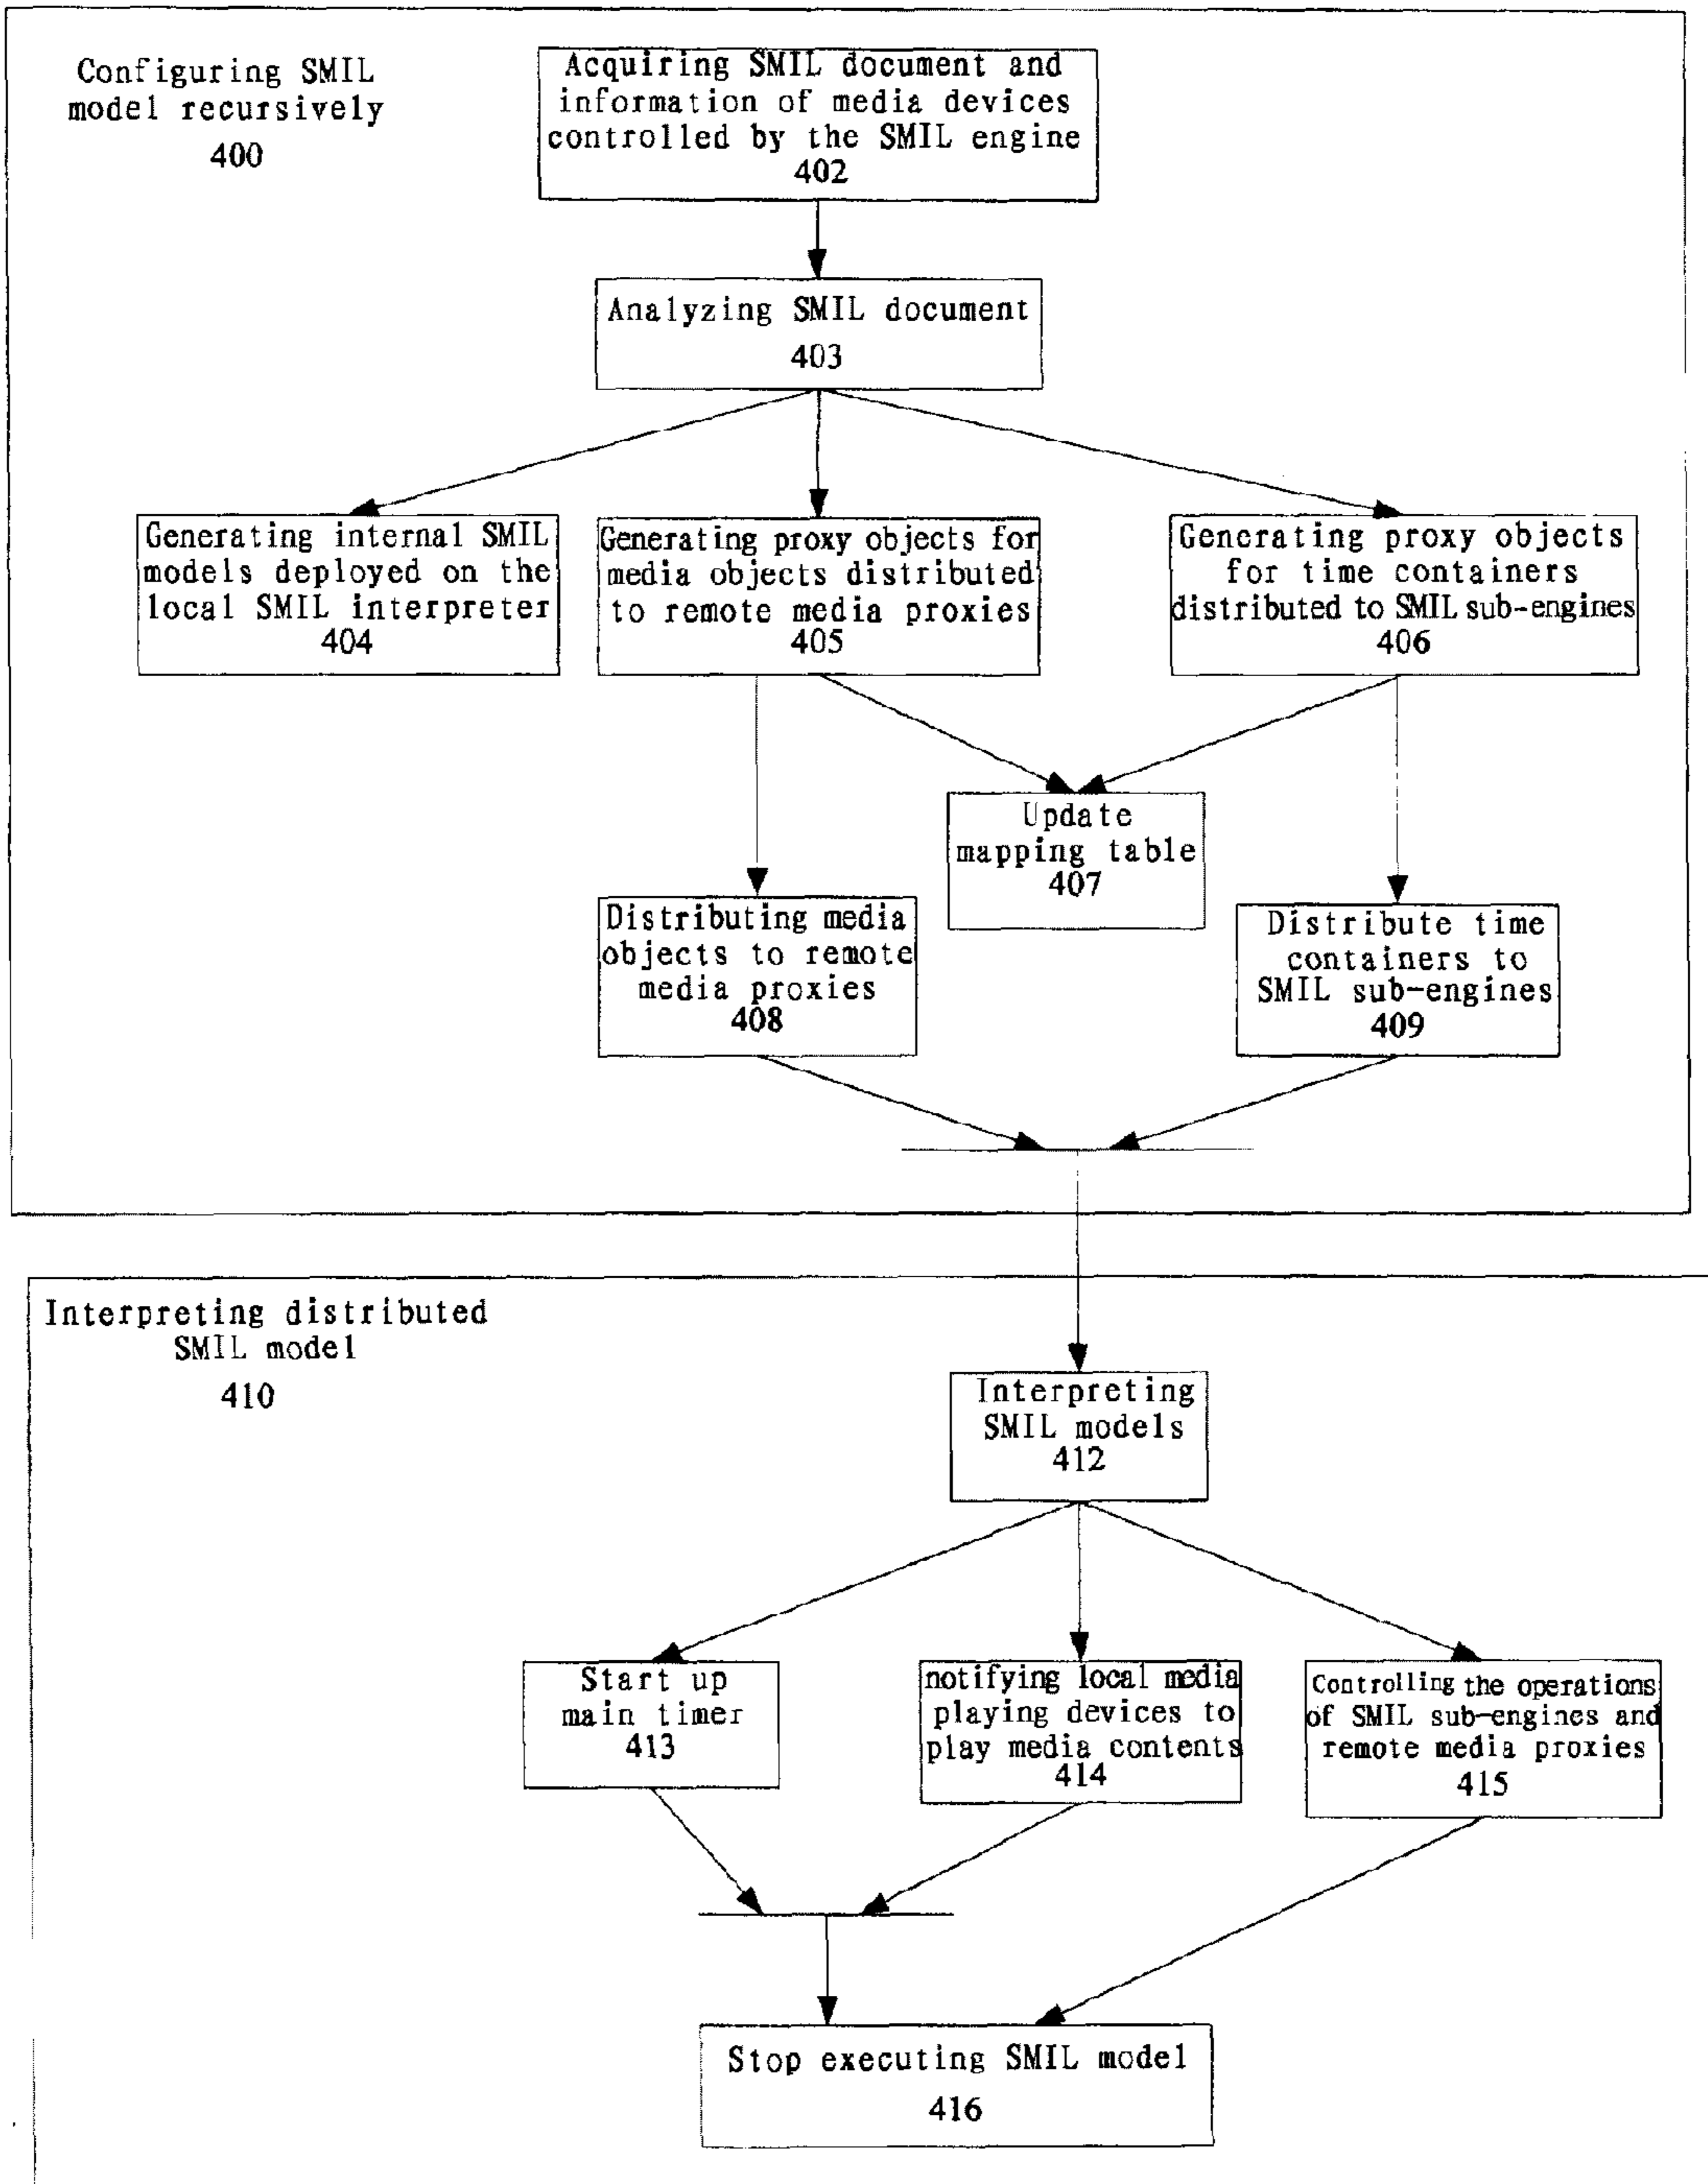 Configuring SMIL
model recursively
400
Acquiring SMIL document and
information of media devices
controlled by the SMIL engine
402
Analyzing SMIL document
403
Generating internal SMIL
models deployed on the
local SMIL interpreter
404
Generating proxy objects for
media objects distributed
to remote media proxies
405
Generating proxy objects
for time containers
distributed to SMIL sub-engines
406
Update
mapping table
407
Distributing media
objects to remote
media proxies
408
Distribute time
containers to
SMIL sub-engines
409
Interpreting distributed
SMIL model
410
Interpreting
SMIL models
412
Start up
main timer
413
notifying local media
playing devices to
play media contents
414
Controlling the operations
of SMIL sub-engines and
remote media proxies
415
Stop executing SMIL model
416